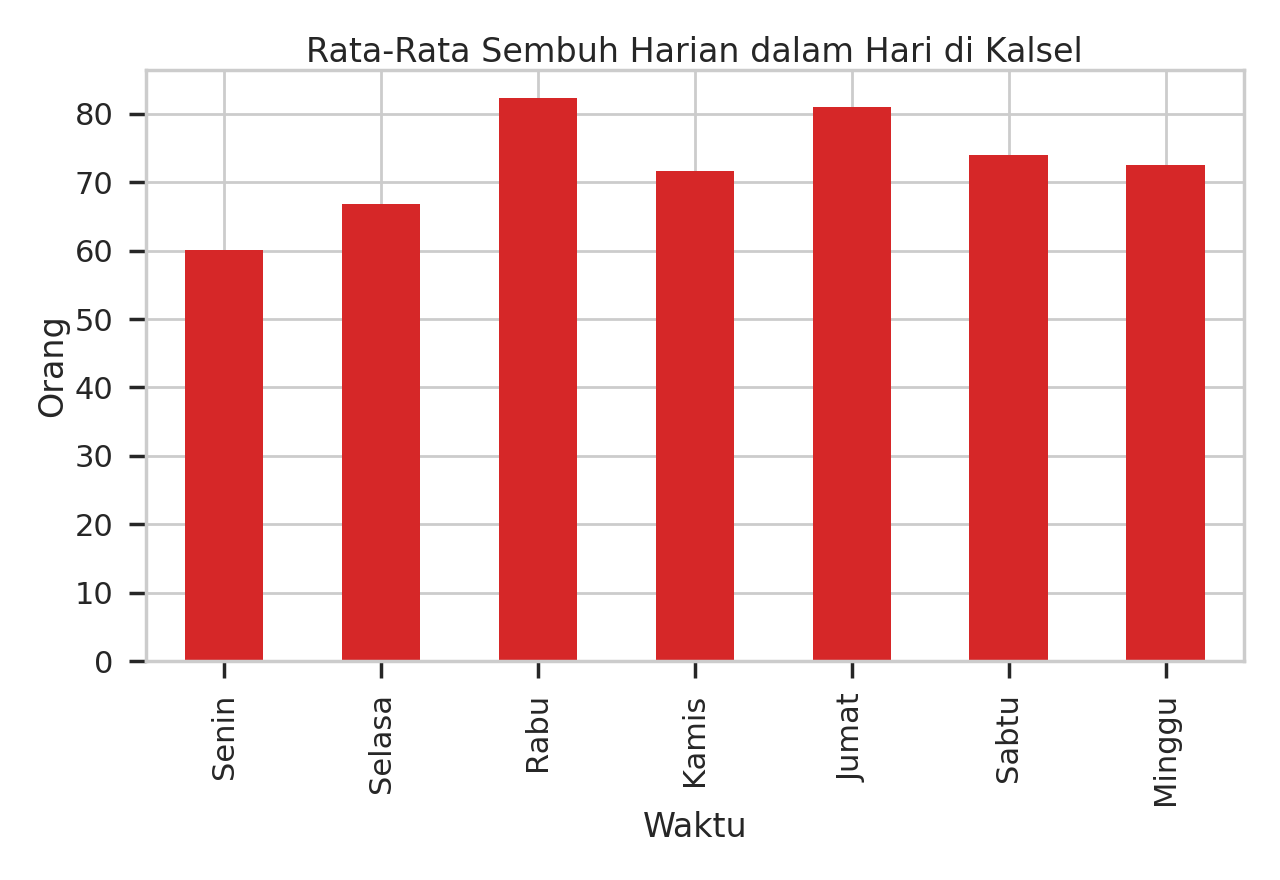 Rata-Rata Sembuh Harian dalam Hari di Kalsel
80
70
60
50
40
30
20
10
0
Orang
Senin
Selasa
Rabu
Kamis
Jumat
Sabtu
Minggu
Waktu